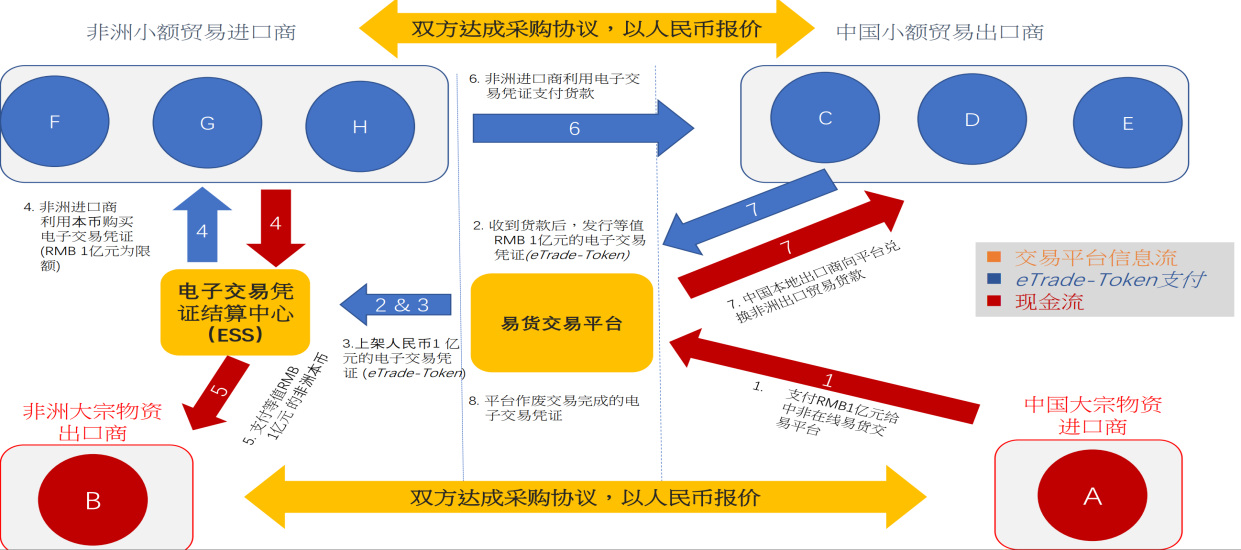 双方达成采购协议，以人民币报价
非洲小额贸易进口商
中国小额贸易出口商
F
G
H
6. 非洲进口商利用电子交
易凭证支付货款
6
C
D
E
4. 非洲进口商
利用本币购买
电子交易凭证
(RMB 1亿元为限
额)
4
4
2. 收到货款后，发行等值
RMB 1亿元的电子交易
凭证(eTrade-Token)
7
7
7. 中国本地出口商向平台兑
换非洲出口贸易货款
交易平台信息流
eTrade-Token支付
现金流
电子交易凭
证结算中心
（ESS）
2 & 3
易货交易平台
3.上架人民币1 亿
元的电子交易凭
证 (eTrade-Token)
5
5. 支付等值RMB
1亿元 的非洲本币
8. 平台作废交易完成的电
子交易凭证
1
1. 支付RMB1亿元给
中非在线易货交
易平台
非洲大宗物资
出口商
B
中国大宗物资
进口商
A
双方达成采购协议，以人民币报价